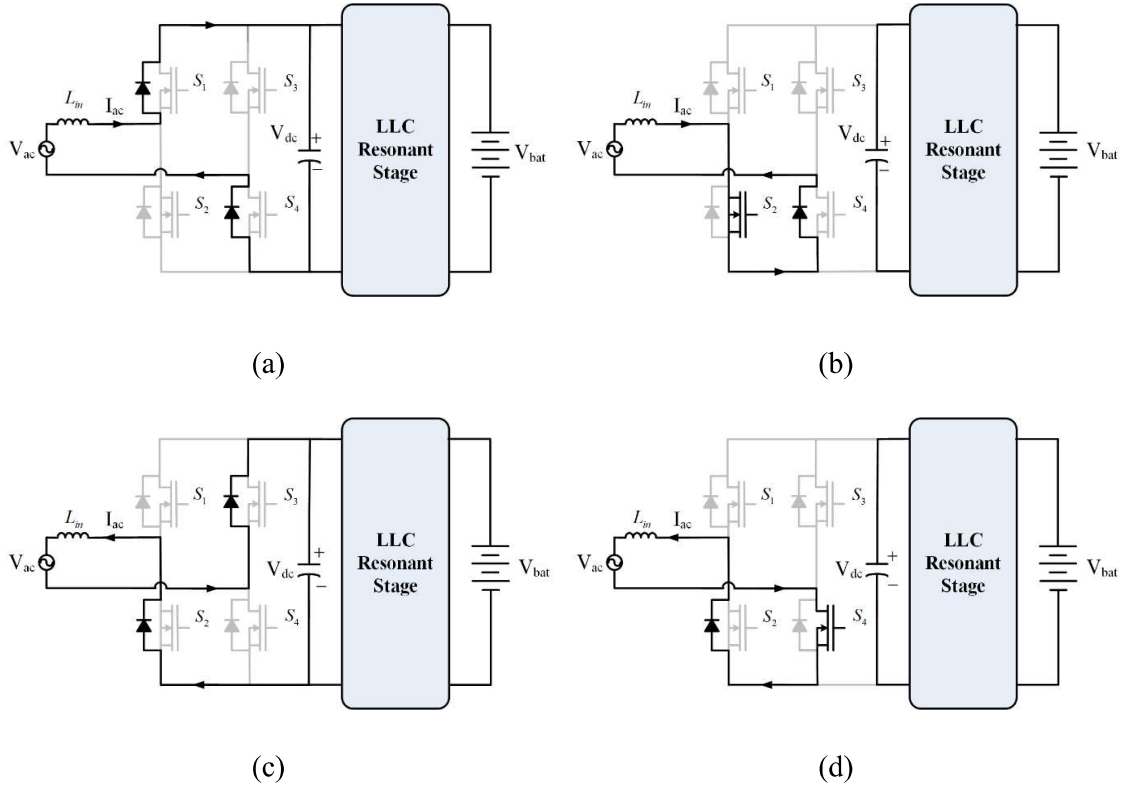 S1
S3
Lin
Iac
Vac
Vdc
+
−
LLC
Resonant
Stage
Vbat
S2
S4
(a)
S1
S3
Lin
Iac
Vac
Vdc
+
−
LLC
Resonant
Stage
Vbat
S2
S4
(b)
S1
S3
Lin
Iac
Vac
Vdc
+
−
LLC
Resonant
Stage
Vbat
S2
S4
(c)
S1
S3
Lin
Iac
Vac
Vdc
+
−
LLC
Resonant
Stage
Vbat
S2
S4
(d)